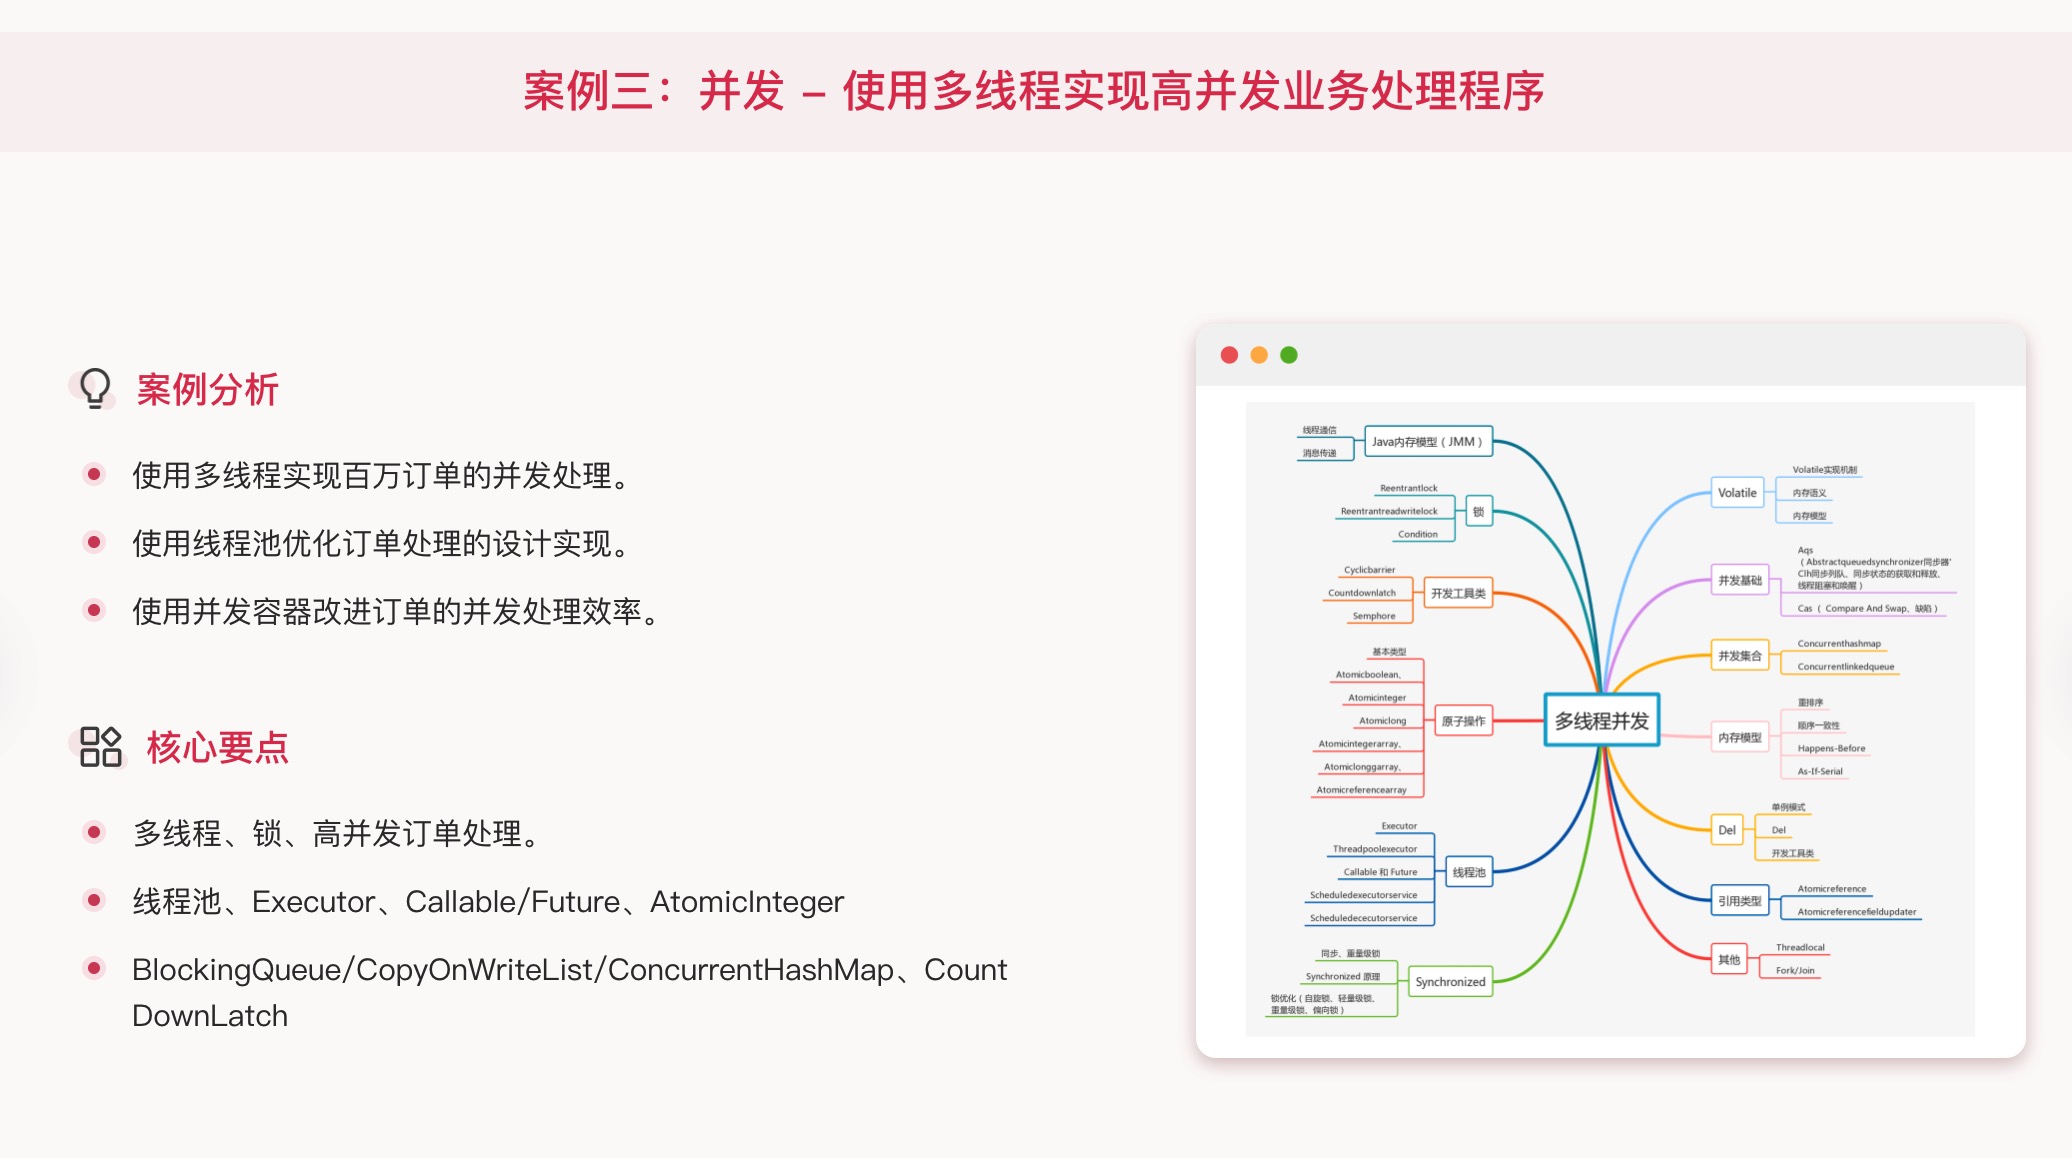 案例三：并发 – 使用多线程实现高并发业务处理程序
案例分析
使用多线程实现百万订单的并发处理。
使用线程池优化订单处理的设计实现。
使用并发容器改进订单的并发处理效率。
核心要点
多线程、锁、高并发订单处理。
线程池、Executor、Callable/Future、AtomicInteger
BlockingQueue/CopyOnWriteList/ConcurrentHashMap、Count
DownLatch
线程通信
消息传递
Java内存模型（JMM）
Reentrantlock
Reentrantreadwritelock
Condition
锁
Cyclicbarrier
Countdownlatch
Semphore
开发工具类
基本类型
Atomicboolean、
Atomicinteger
Atomiclong
Atomicintegerarray、
Atomiclonggarray、
Atomicreferencearray
原子操作
Executor
Threadpoolexecutor
Callable 和 Future
Scheduledexecutorservice
Scheduledececutorservice
线程池
同步、重量级锁
Synchronized 原理
锁优化（自旋锁、轻量级锁、
重量级锁、偏向锁）
Synchronized
多线程并发
Volatile
Volatile实现机制
内存语义
内存模型
并发基础
Aqs
（Abstractqueuedsynchronizer同步器'
Clh同步列队、同步状态的获取和释放、
线程阻塞和唤醒）
Cas（ Compare And Swap、缺陷）
并发集合
Concurrenthashmap
Concurrentlinkedqueue
内存模型
重排序
顺序一致性
Happens-Before
As-If-Serial
Del
单例模式
Del
开发工具类
引用类型
Atomicreference
Atomicreferencefieldupdater
其他
Threadlocal
Fork/Join